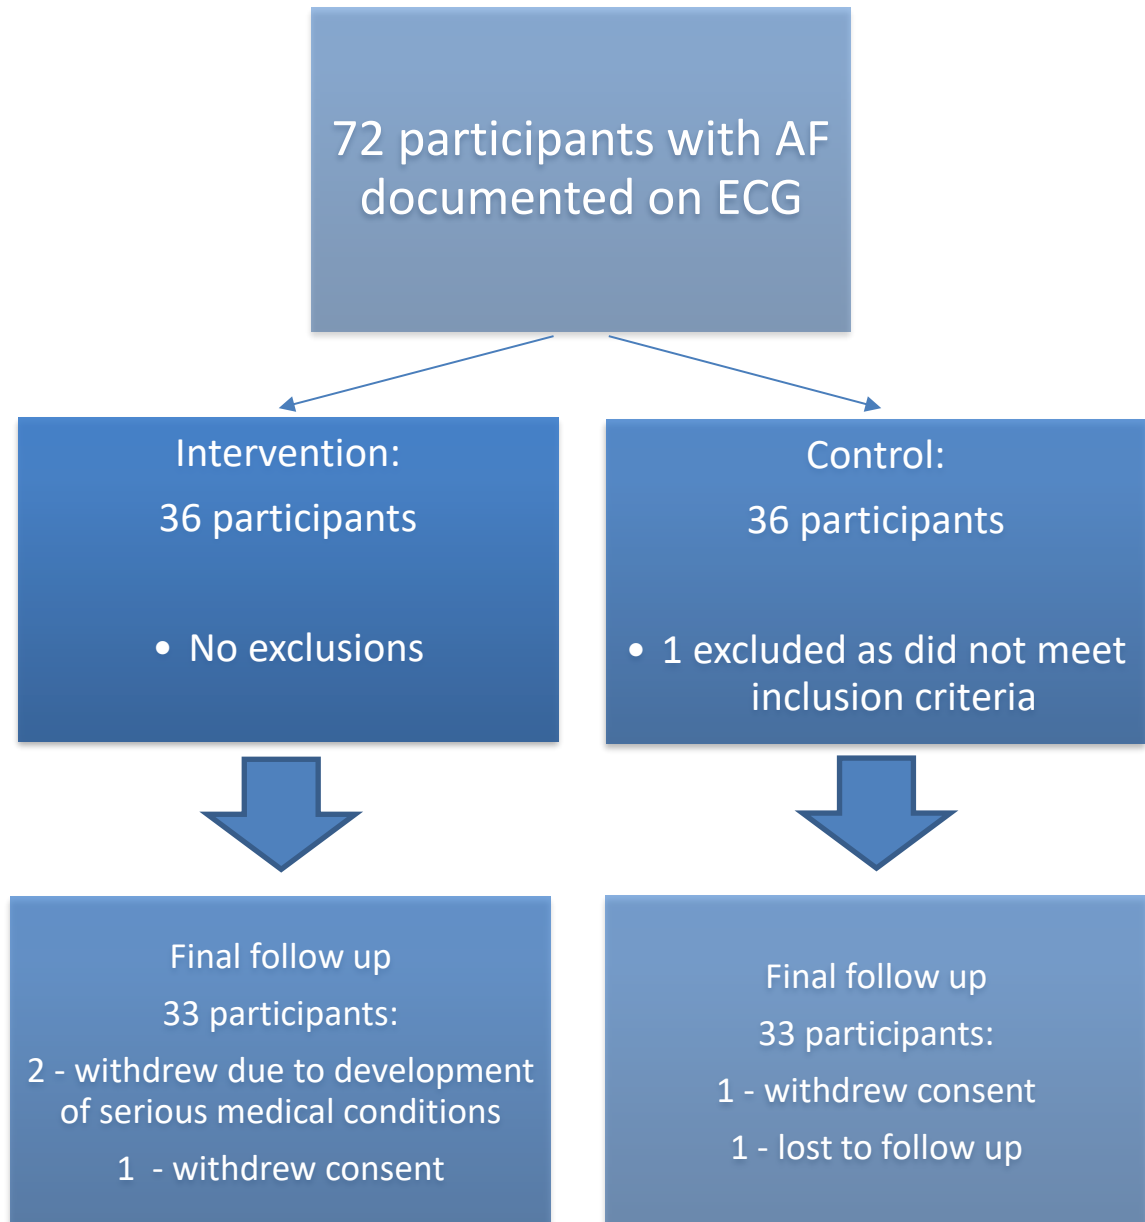 72 participants with AF
documented on ECG
Intervention:
36 participants
• No exclusions
Control:
36 participants
• 1 excluded as did not meet
inclusion criteria
Final follow up
33 participants:
2 - withdrew due to development
of serious medical conditions
1 - withdrew consent
Final follow up
33 participants:
1 - withdrew consent
1 - lost to follow up